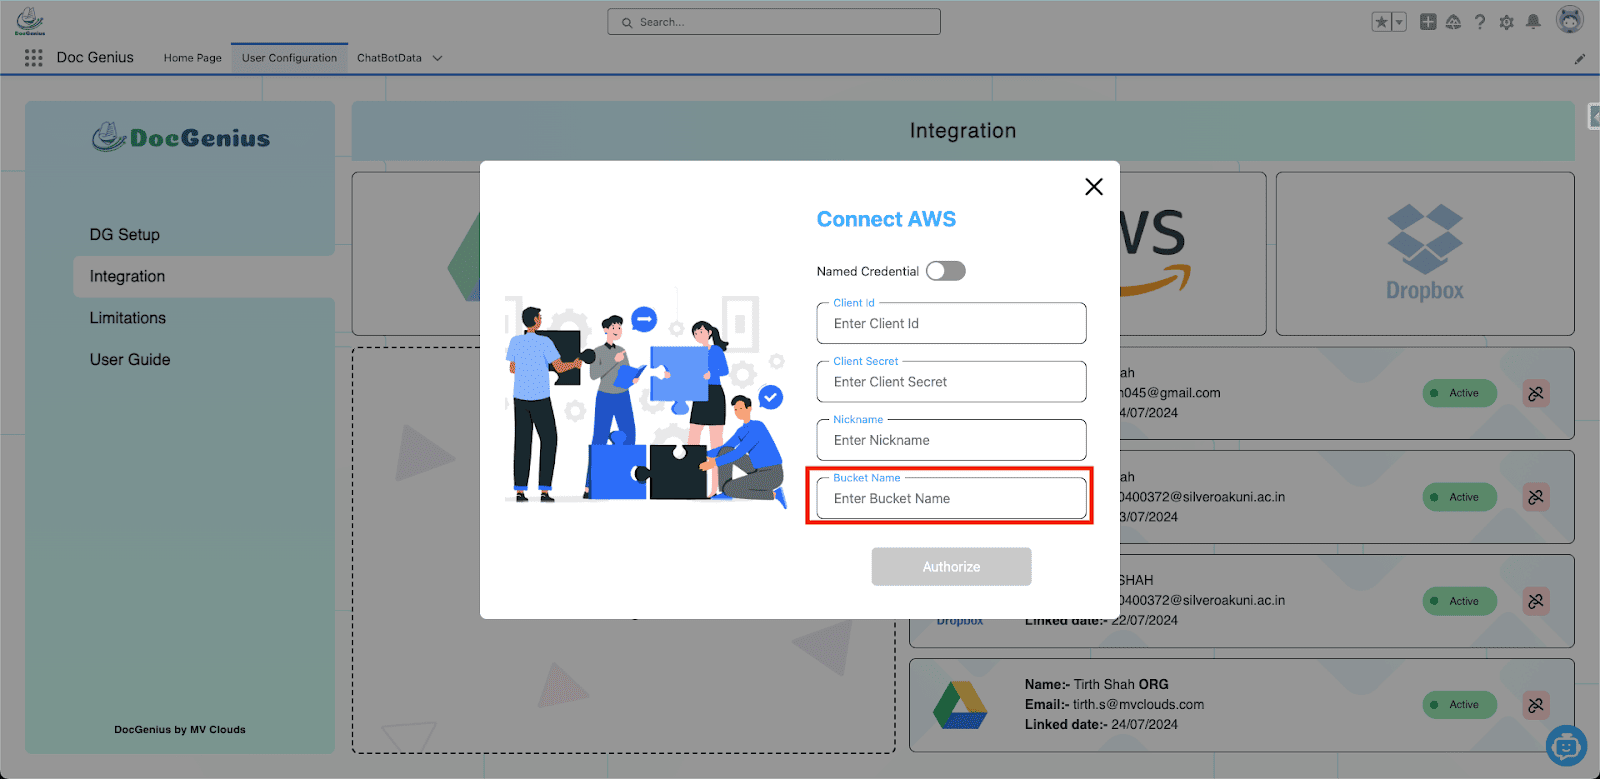 DocGenius
Search...
Doc Genius
Home Page
User Configuration
ChatBotData
DocGenius
DG Setup
Integration
Limitations
User Guide
DocGenius by MV Clouds
Integration
Connect AWS
Named Credential
Client Id
Enter Client Id
Client Secret
Enter Client Secret
Nickname
Enter Nickname
Bucket Name
Enter Bucket Name
Authorize
WS
Dropbox
ah
n045@gmail.com
4/07/2024
Active
ah
0400372@silveroakuni.ac.in
3/07/2024
Active
SHAH
0400372@silveroakuni.ac.in
Dropbox
Linked date:- 22/07/2024
Active
Name:- Tirth Shah ORG
Email:- tirth.s@mvclouds.com
Linked date:- 24/07/2024
Active